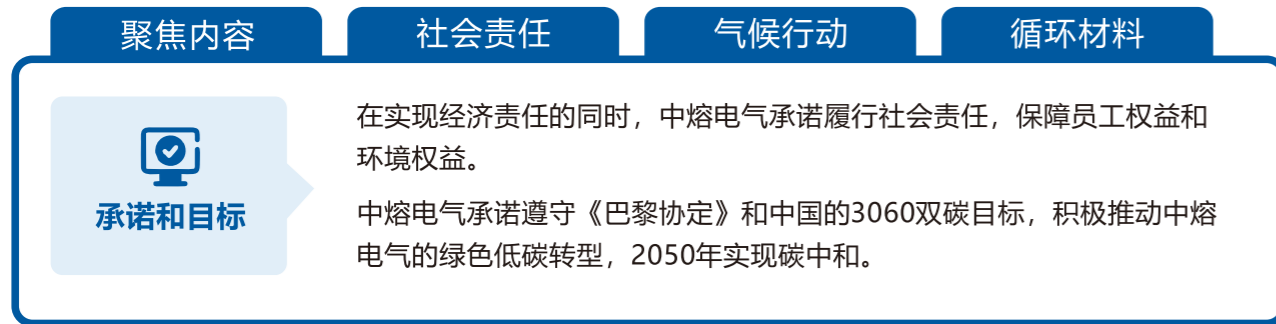 聚焦内容
社会责任
气候行动
循环材料
承诺和目标
在实现经济责任的同时，中熔电气承诺履行社会责任，保障员工权益和
环境权益。
中熔电气承诺遵守《巴黎协定》和中国的3060双碳目标，积极推动中熔
电气的绿色低碳转型，2050年实现碳中和。